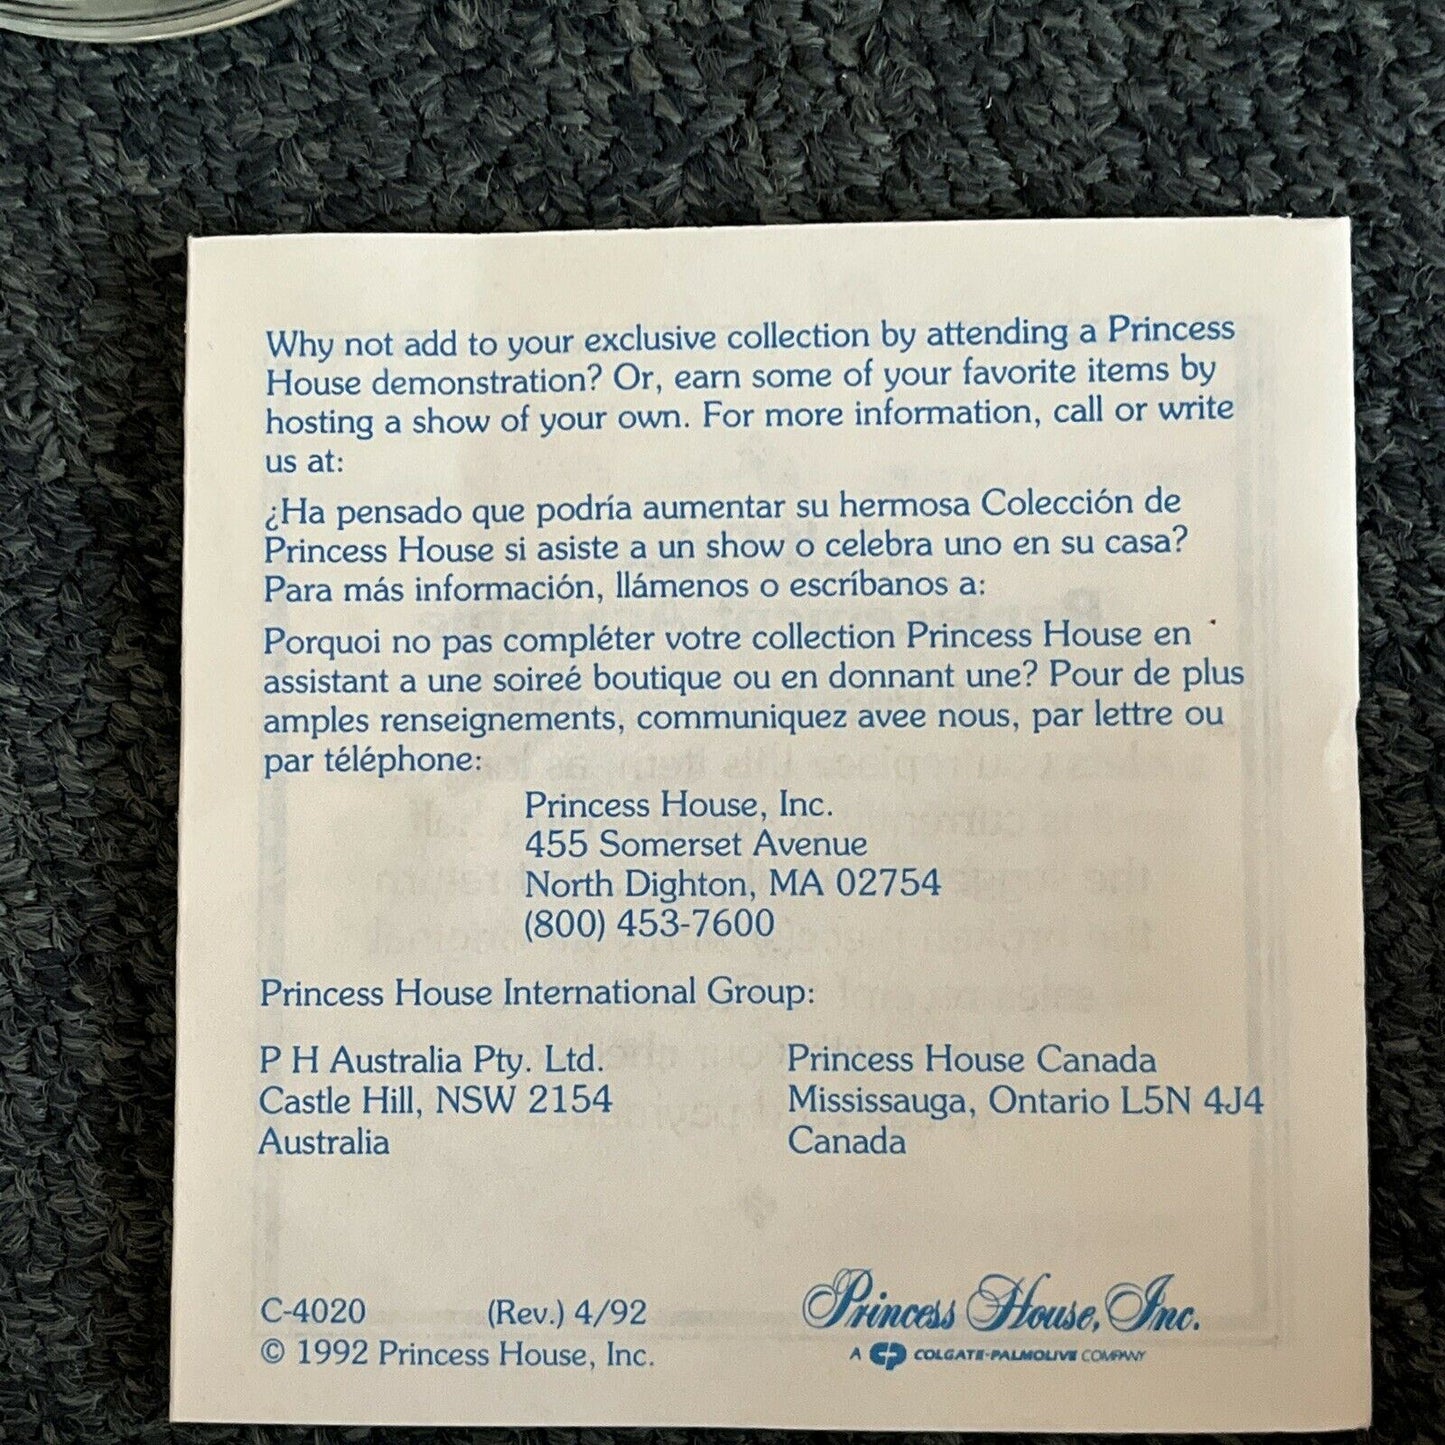 Why not add to your exclusive collection by attending a Princess
House demonstration? Or, earn some of your favorite items by
hosting a show of your own. For more information, call or write
us at:
¿Ha pensado que podría aumentar su hermosa Colección de
Princess House si asiste a un show o celebra uno en su casa?
Para más información, llámenos o escríbanos a:
Porquoi no pas compléter votre collection Princess House en
assistant a une soireé boutique ou en donnant une? Pour de plus
amples renseignements, communiquez avee nous, par lettre ou
par téléphone:
Princess House, Inc.
455 Somerset Avenue
North Dighton, MA 02754
(800) 453-7600
Princess House International Group:
P H Australia Pty. Ltd.
Castle Hill, NSW 2154
Australia
Princess House Canada
Mississauga, Ontario L5N 4J4
Canada
C-4020 (Rev.) 4/92
© 1992 Princess House, Inc.
Princess House, Inc.
A CP COLGATE-PALMOLIVE COMPANY